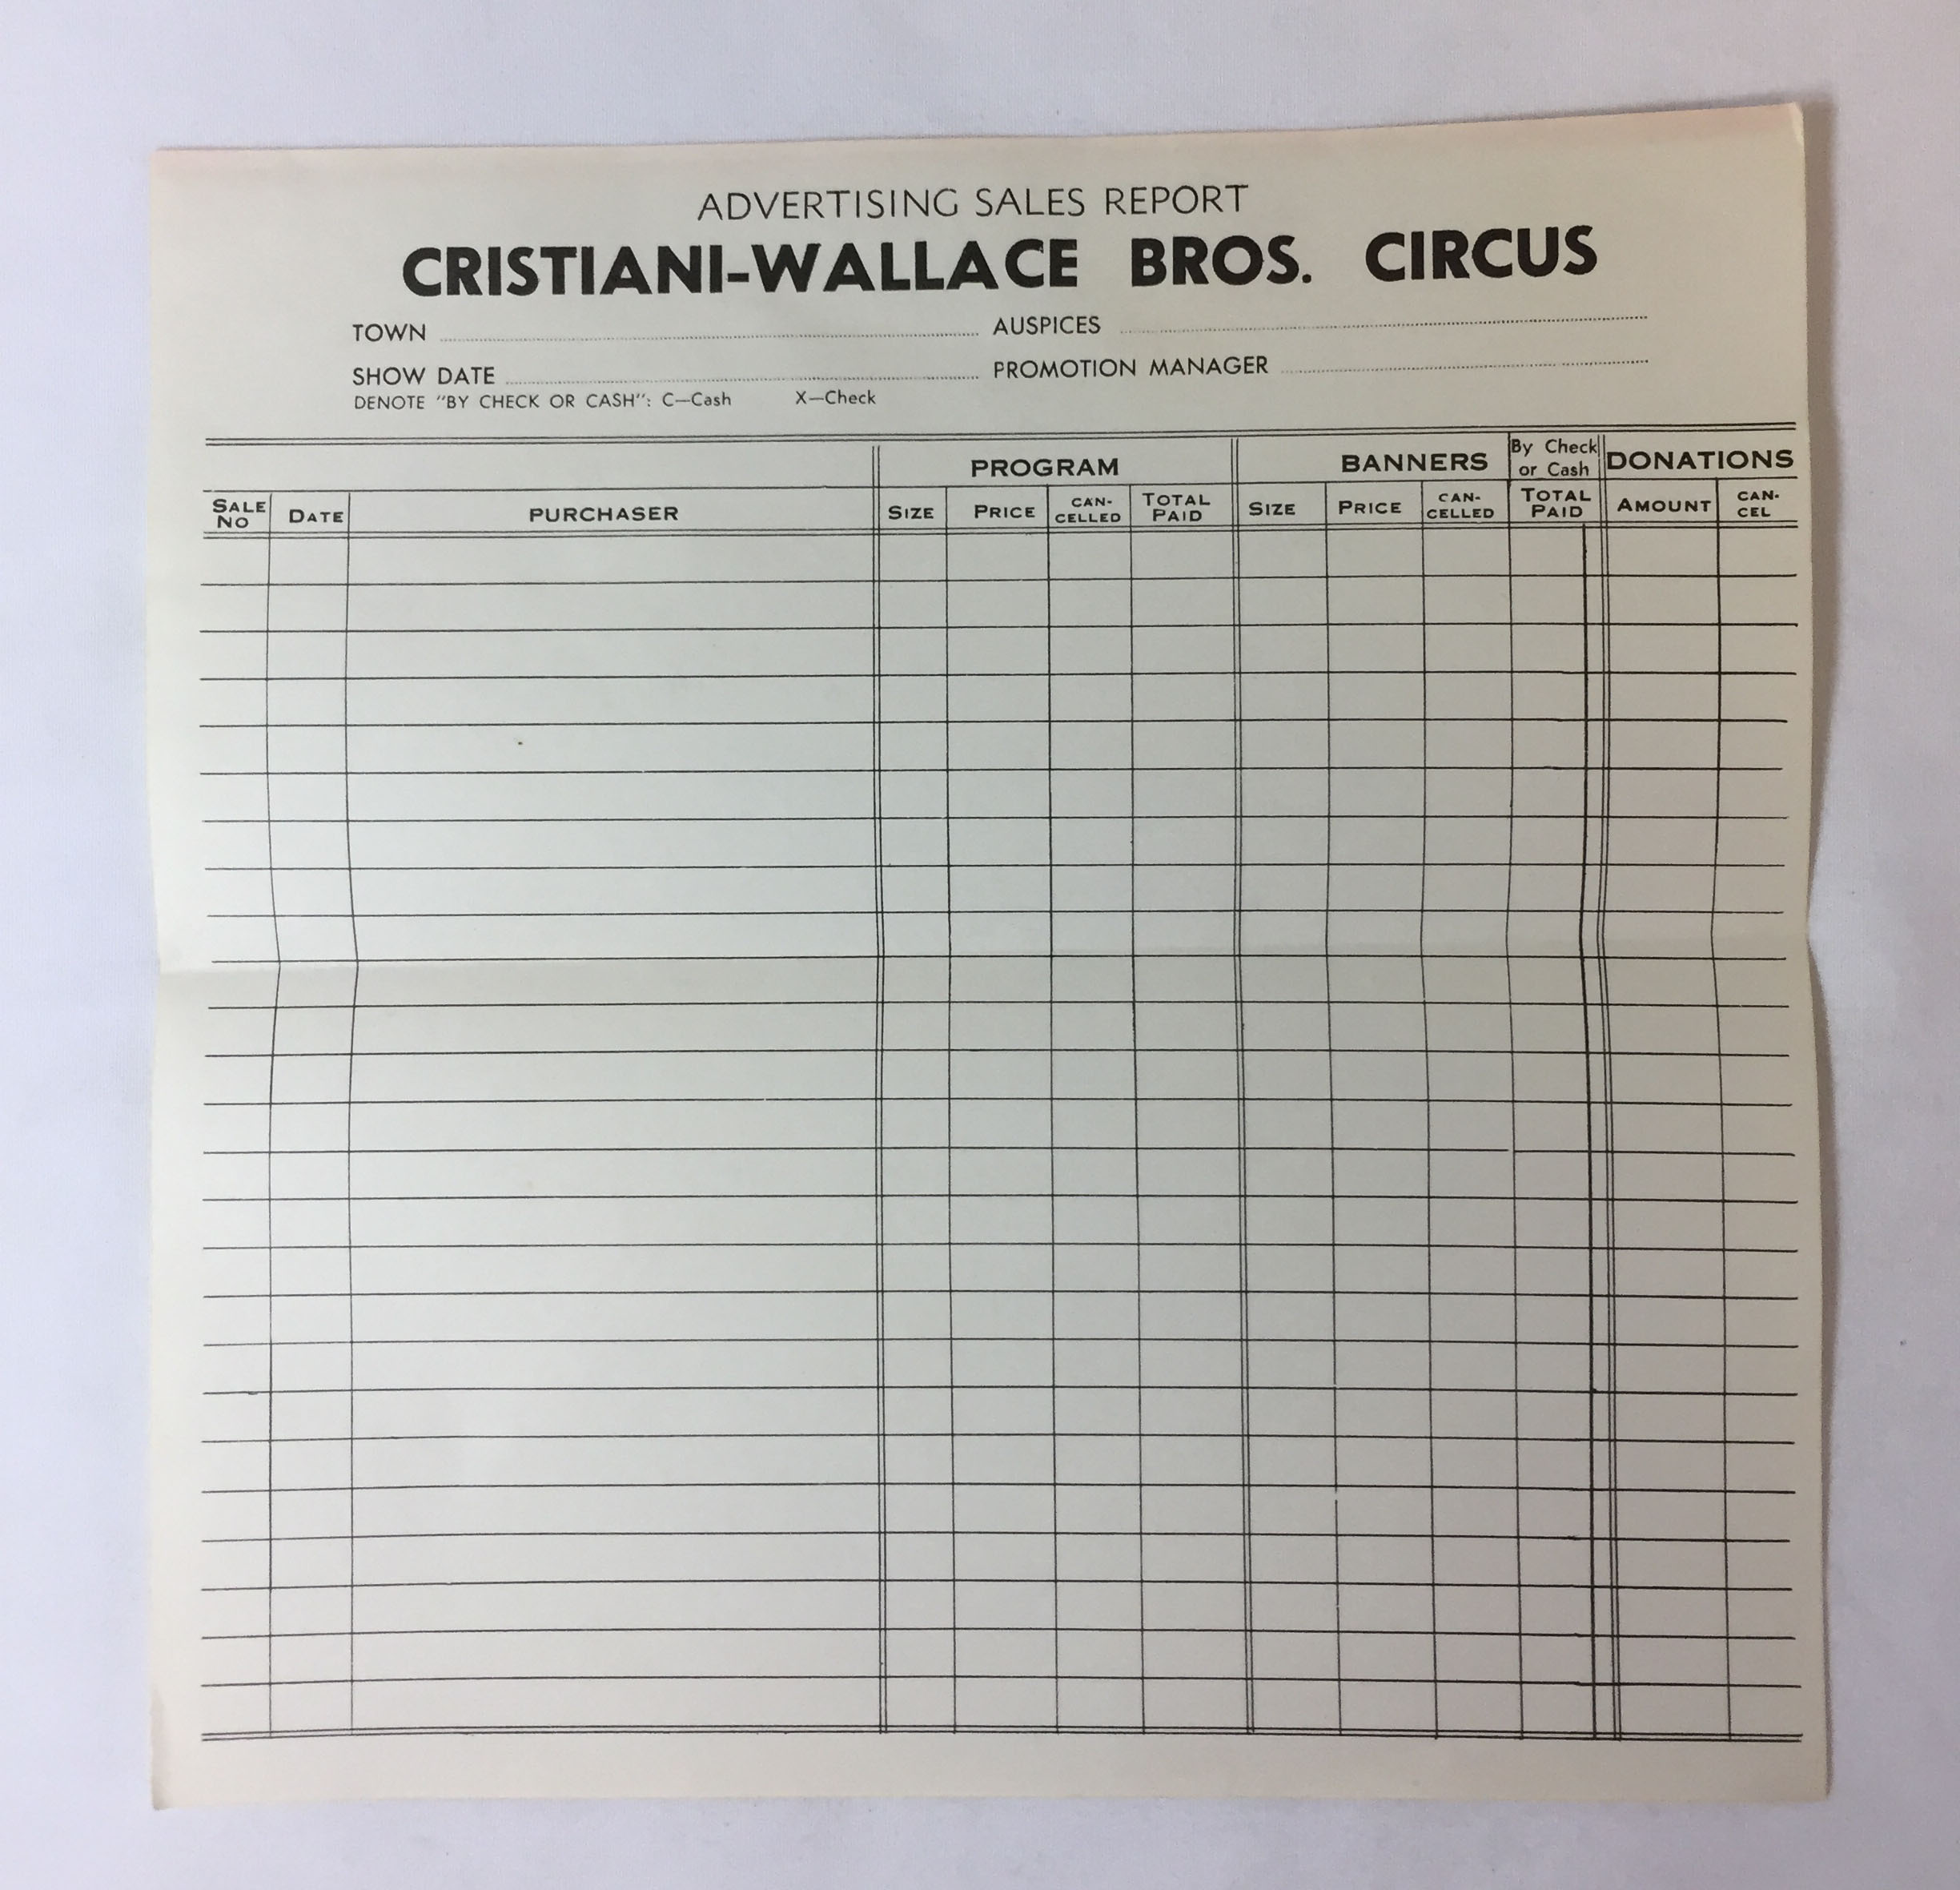 ADVERTISING SALES REPORT
CRISTIANI-WALLACE BROS. CIRCUS
TOWN
AUSPICES
SHOW DATE
PROMOTION MANAGER
DENOTE "BY CHECK OR CASH": C—Cash X—Check
PROGRAM
BANNERS
By Check
or Cash
DONATIONS
SALE
NO
DATE
PURCHASER
SIZE
PRICE
CAN-
CELLED
TOTAL
PAID
SIZE
PRICE
CAN-
CELLED
TOTAL
PAID
AMOUNT
CAN-
CEL